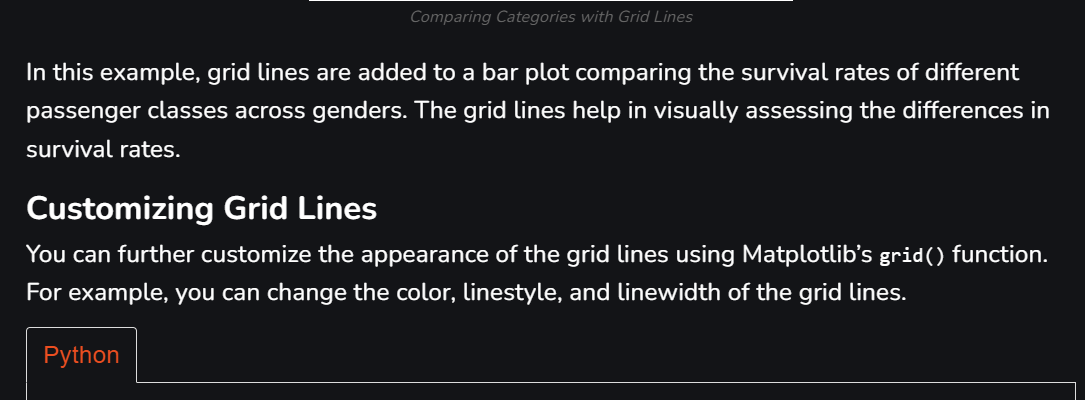 Comparing Categories with Grid Lines
In this example, grid lines are added to a bar plot comparing the survival rates of different
passenger classes across genders. The grid lines help in visually assessing the differences in
survival rates.
Customizing Grid Lines
You can further customize the appearance of the grid lines using Matplotlib’s grid() function.
For example, you can change the color, linestyle, and linewidth of the grid lines.
Python